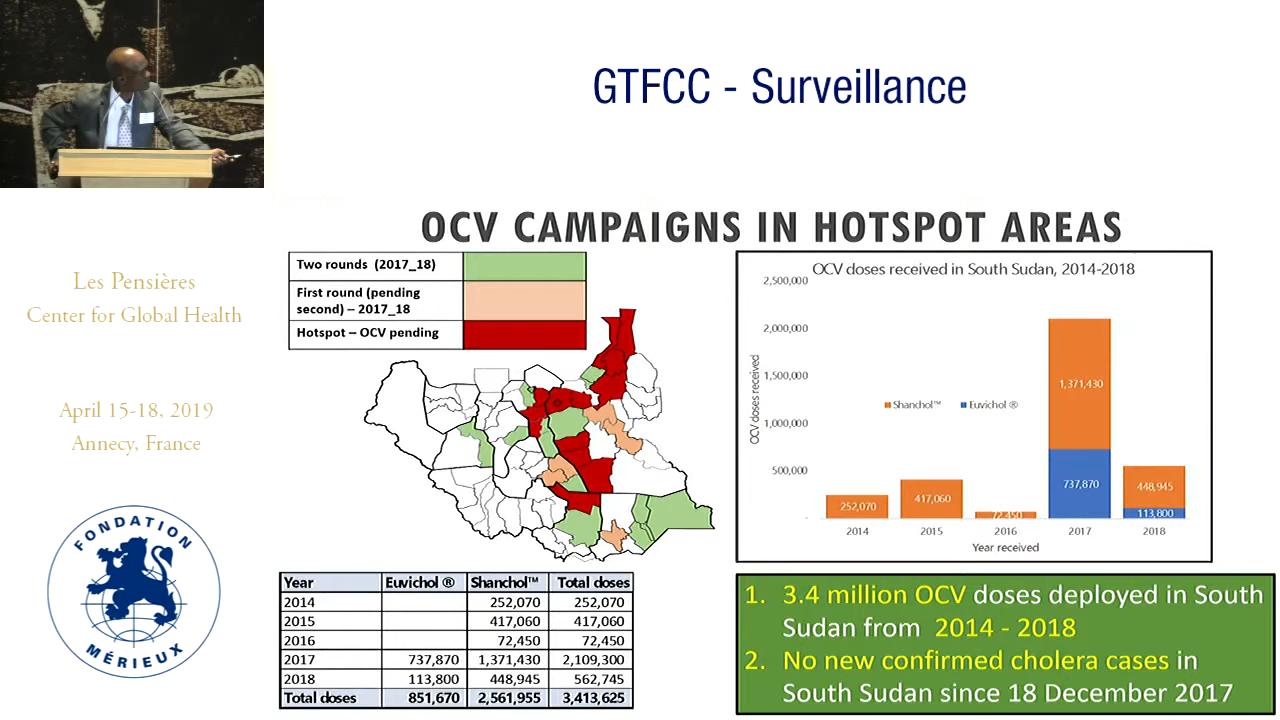 GTFCC - Surveillance
Les Pensières
Center for Global Health
April 15-18, 2019
Annecy, France
FONDATION
MÉRIEUX
OCV CAMPAIGNS IN HOTSPOT AREAS
Two rounds (2017_18)
First round (pending
second) – 2017_18
Hotspot – OCV pending
OCV doses received in South Sudan, 2014-2018
OCV doses received
2,500,000
2,000,000
1,500,000
1,000,000
500,000
-
Shanchol™ Euvichol ®
252,070
417,060
72,450
1,371,430
737,870
448,945
113,800
2014 2015 2016 2017 2018
Year received
Year Euvichol ® Shanchol™ Total doses
2014 252,070 252,070
2015 417,060 417,060
2016 72,450 72,450
2017 737,870 1,371,430 2,109,300
2018 113,800 448,945 562,745
Total doses 851,670 2,561,955 3,413,625
1. 3.4 million OCV doses deployed in South
Sudan from 2014 - 2018
2. No new confirmed cholera cases in
South Sudan since 18 December 2017